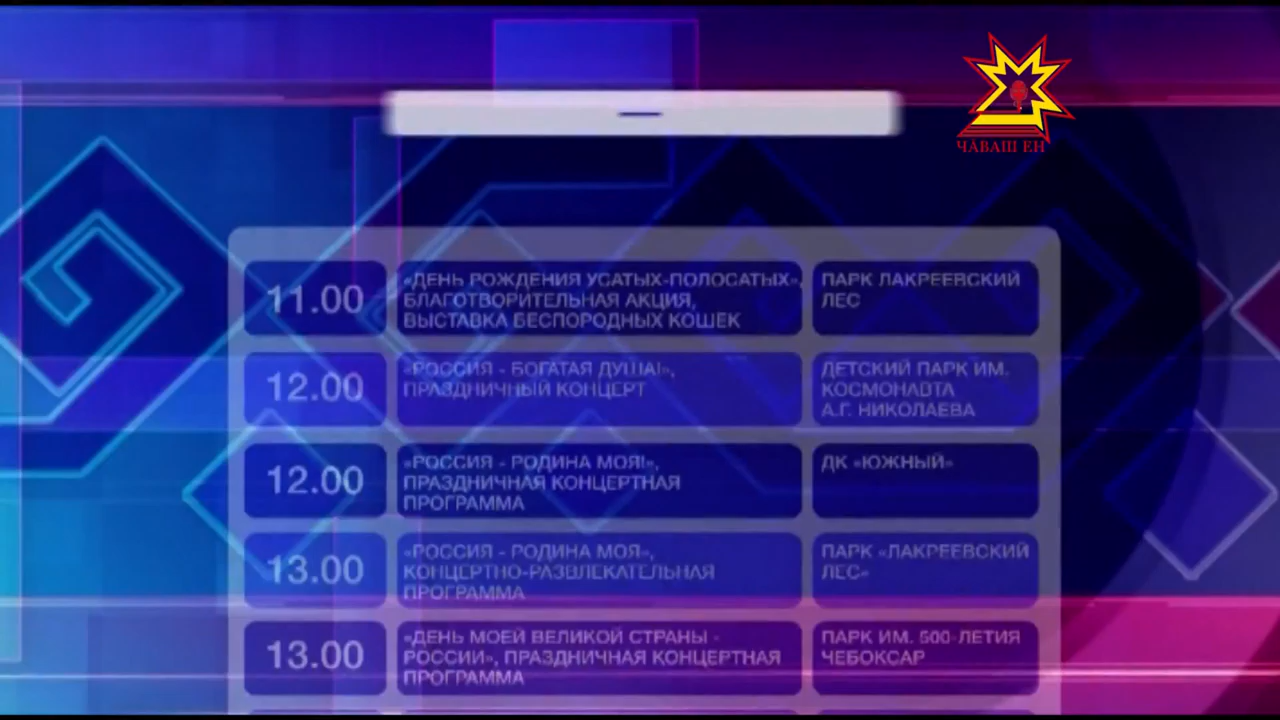 ЧӐВАШ ЕН
11.00
«ДЕНЬ РОЖДЕНИЯ УСАТЫХ-ПОЛОСАТЫХ»,
БЛАГОТВОРИТЕЛЬНАЯ АКЦИЯ,
ВЫСТАВКА БЕСПОРОДНЫХ КОШЕК
ПАРК ЛАКРЕЕВСКИЙ
ЛЕС
12.00
«РОССИЯ - БОГАТАЯ ДУША!»,
ПРАЗДНИЧНЫЙ КОНЦЕРТ
ДЕТСКИЙ ПАРК ИМ.
КОСМОНАВТА
А.Г. НИКОЛАЕВА
12.00
«РОССИЯ - РОДИНА МОЯ!»,
ПРАЗДНИЧНАЯ КОНЦЕРТНАЯ
ПРОГРАММА
ДК «ЮЖНЫЙ»
13.00
«РОССИЯ - РОДИНА МОЯ»,
КОНЦЕРТНО-РАЗВЛЕКАТЕЛЬНАЯ
ПРОГРАММА
ПАРК «ЛАКРЕЕВСКИЙ
ЛЕС»
13.00
«ДЕНЬ МОЕЙ ВЕЛИКОЙ СТРАНЫ -
РОССИИ», ПРАЗДНИЧНАЯ КОНЦЕРТНАЯ
ПРОГРАММА
ПАРК ИМ. 500-ЛЕТИЯ
ЧЕБОКСАР